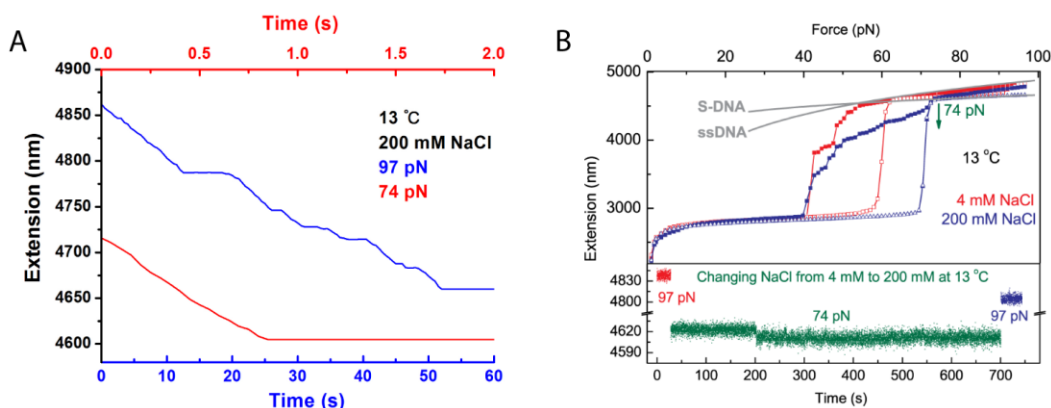 A
Time (s)
0.0 0.5 1.0 1.5 2.0
Extension (nm)
4900
4850
4800
4750
4700
4650
4600
13 °C
200 mM NaCl
97 pN
74 pN
0 10 20 30 40 50 60
Time (s)
B
Force (pN)
0 20 40 60 80 100
Extension (nm)
5000
4000
3000
S-DNA
ssDNA
74 pN
13 °C
4 mM NaCl
200 mM NaCl
Changing NaCl from 4 mM to 200 mM at 13 °C
4830
4800
4620
4590
97 pN
74 pN
97 pN
0 100 200 300 400 500 600 700
Time (s)